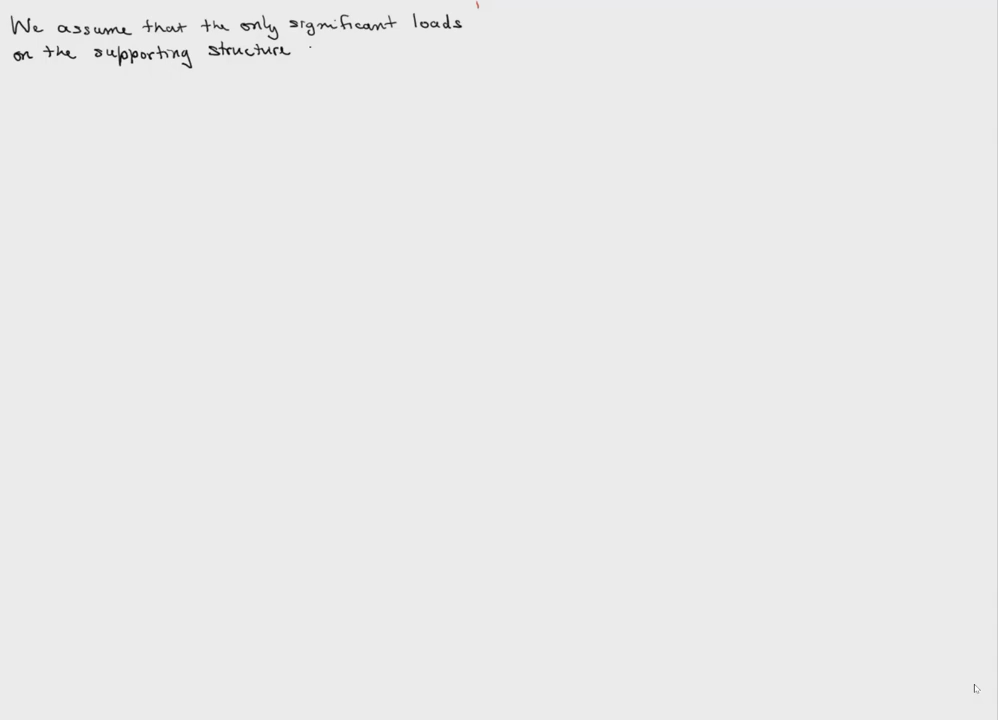 We assume that the only significant loads
on the supporting structure